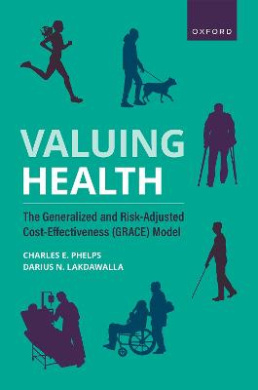 OXFORD
VALUING
HEALTH
The Generalized and Risk-Adjusted
Cost-Effectiveness (GRACE) Model
CHARLES E. PHELPS
DARIUS N. LAKDAWALLA